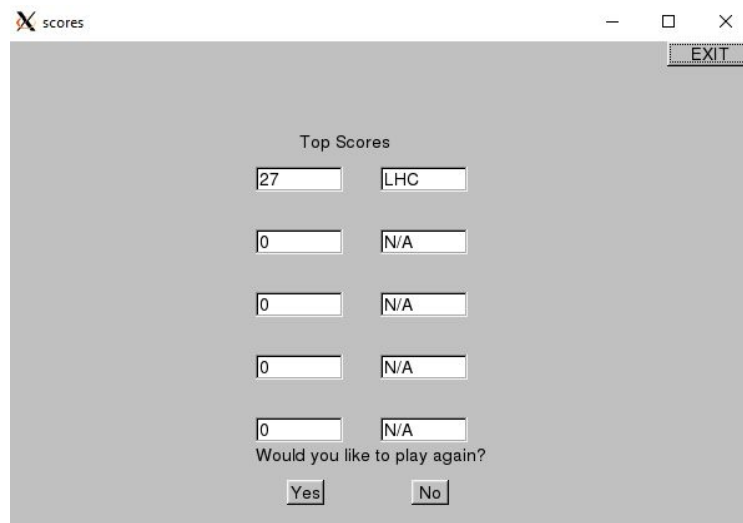 scores
EXIT
Top Scores
27 LHC
0 N/A
0 N/A
0 N/A
0 N/A
Would you like to play again?
Yes No